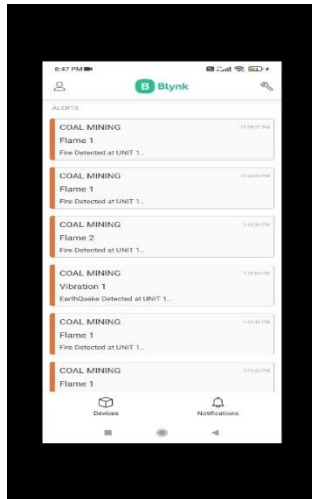 8:47 PM
Blynk
ALERTS
COAL MINING
Flame 1
Fire Detected at UNIT 1..
COAL MINING
Flame 1
Fire Detected at UNIT 1..
COAL MINING
Flame 2
Fire Detected at UNIT 1..
COAL MINING
Vibration 1
EarthQuake Detected at UNIT 1..
COAL MINING
Flame 1
Fire Detected at UNIT 1..
COAL MINING
Flame 1
Devices Notifications